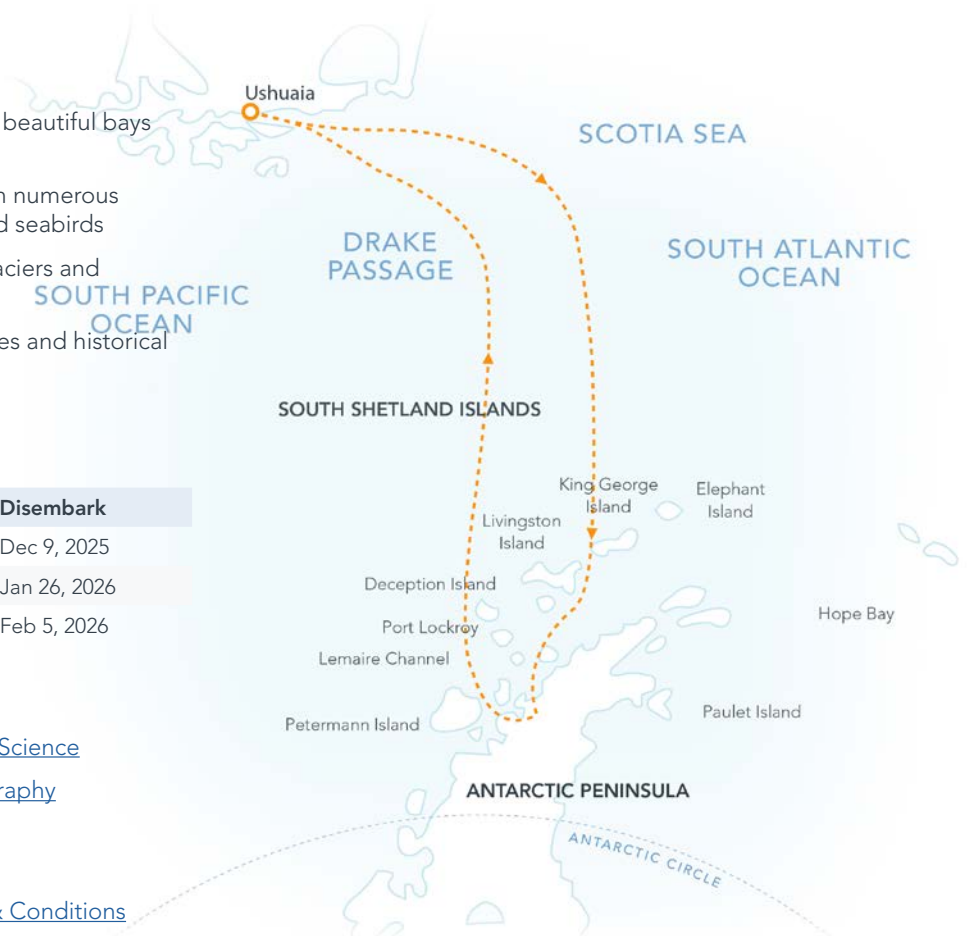 beautiful bays
numerous
d seabirds
aciers and
es and historical
Disembark
Dec 9, 2025
Jan 26, 2026
Feb 5, 2026
Science
raphy
& Conditions
Ushuaia
SCOTIA SEA
DRAKE
PASSAGE
SOUTH ATLANTIC
OCEAN
SOUTH PACIFIC
OCEAN
SOUTH SHETLAND ISLANDS
King George
Island
Elephant
Island
Livingston
Island
Deception Island
Port Lockroy
Lemaire Channel
Hope Bay
Petermann Island
Paulet Island
ANTARCTIC PENINSULA
ANTARCTIC CIRCLE